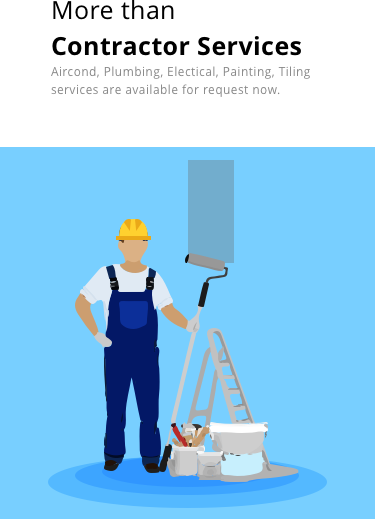 More than
Contractor Services
Aircond, Plumbing, Electical, Painting, Tiling
services are available for request now.